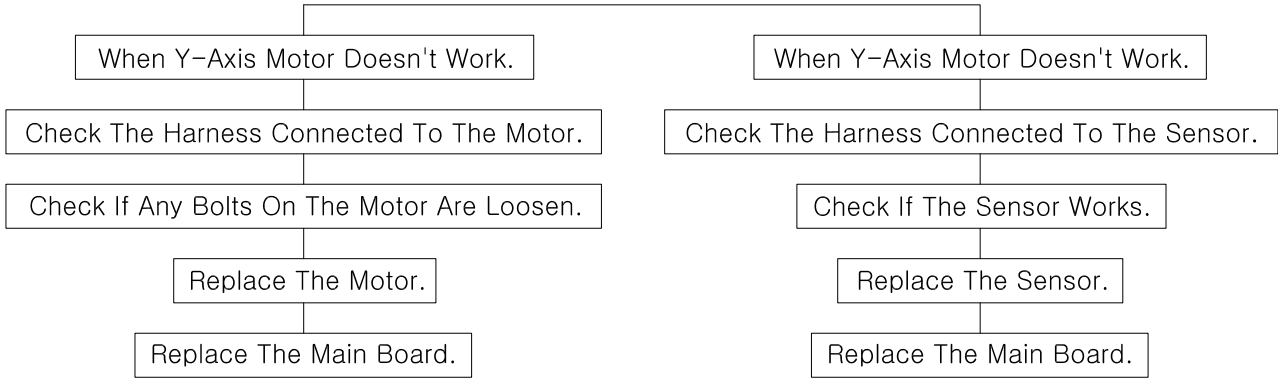 When Y-Axis Motor Doesn't Work.
Check The Harness Connected To The Motor.
Check If Any Bolts On The Motor Are Loosen.
Replace The Motor.
Replace The Main Board.
When Y-Axis Motor Doesn't Work.
Check The Harness Connected To The Sensor.
Check If The Sensor Works.
Replace The Sensor.
Replace The Main Board.